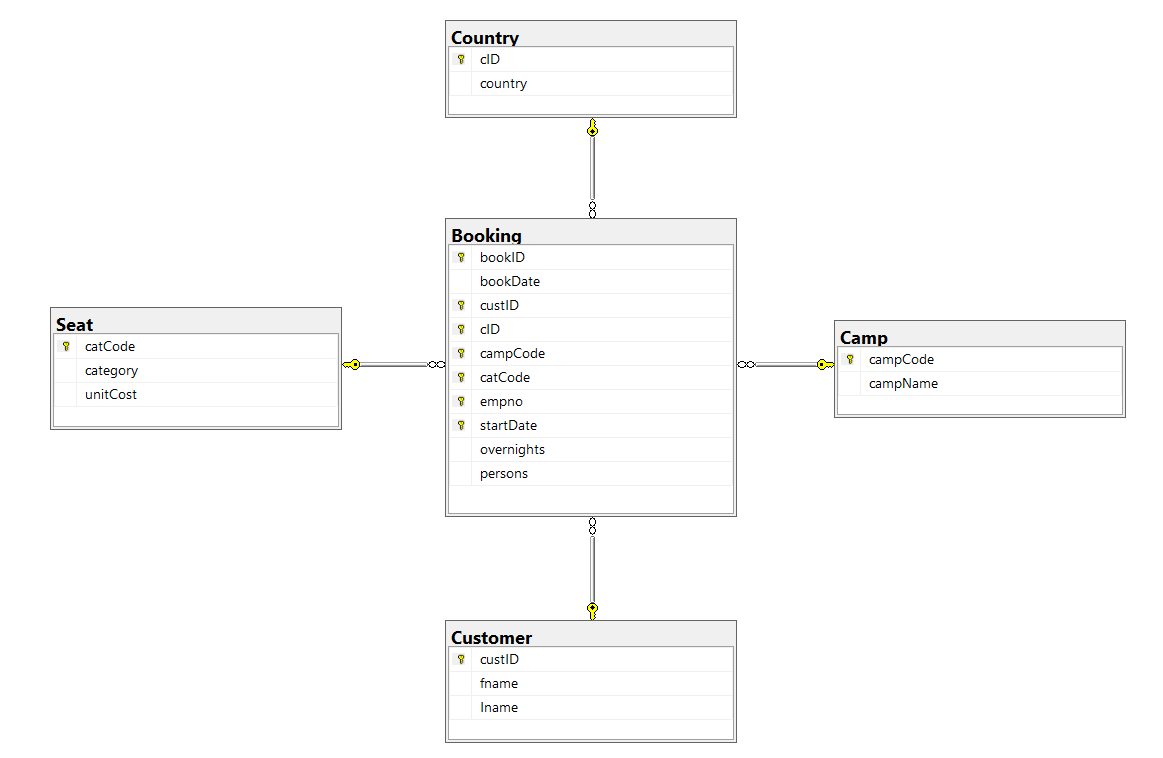 Country
cID
country
Booking
bookID
bookDate
custID
cID
campCode
catCode
empno
startDate
overnights
persons
Seat
catCode
category
unitCost
Camp
campCode
campName
Customer
custID
fname
lname